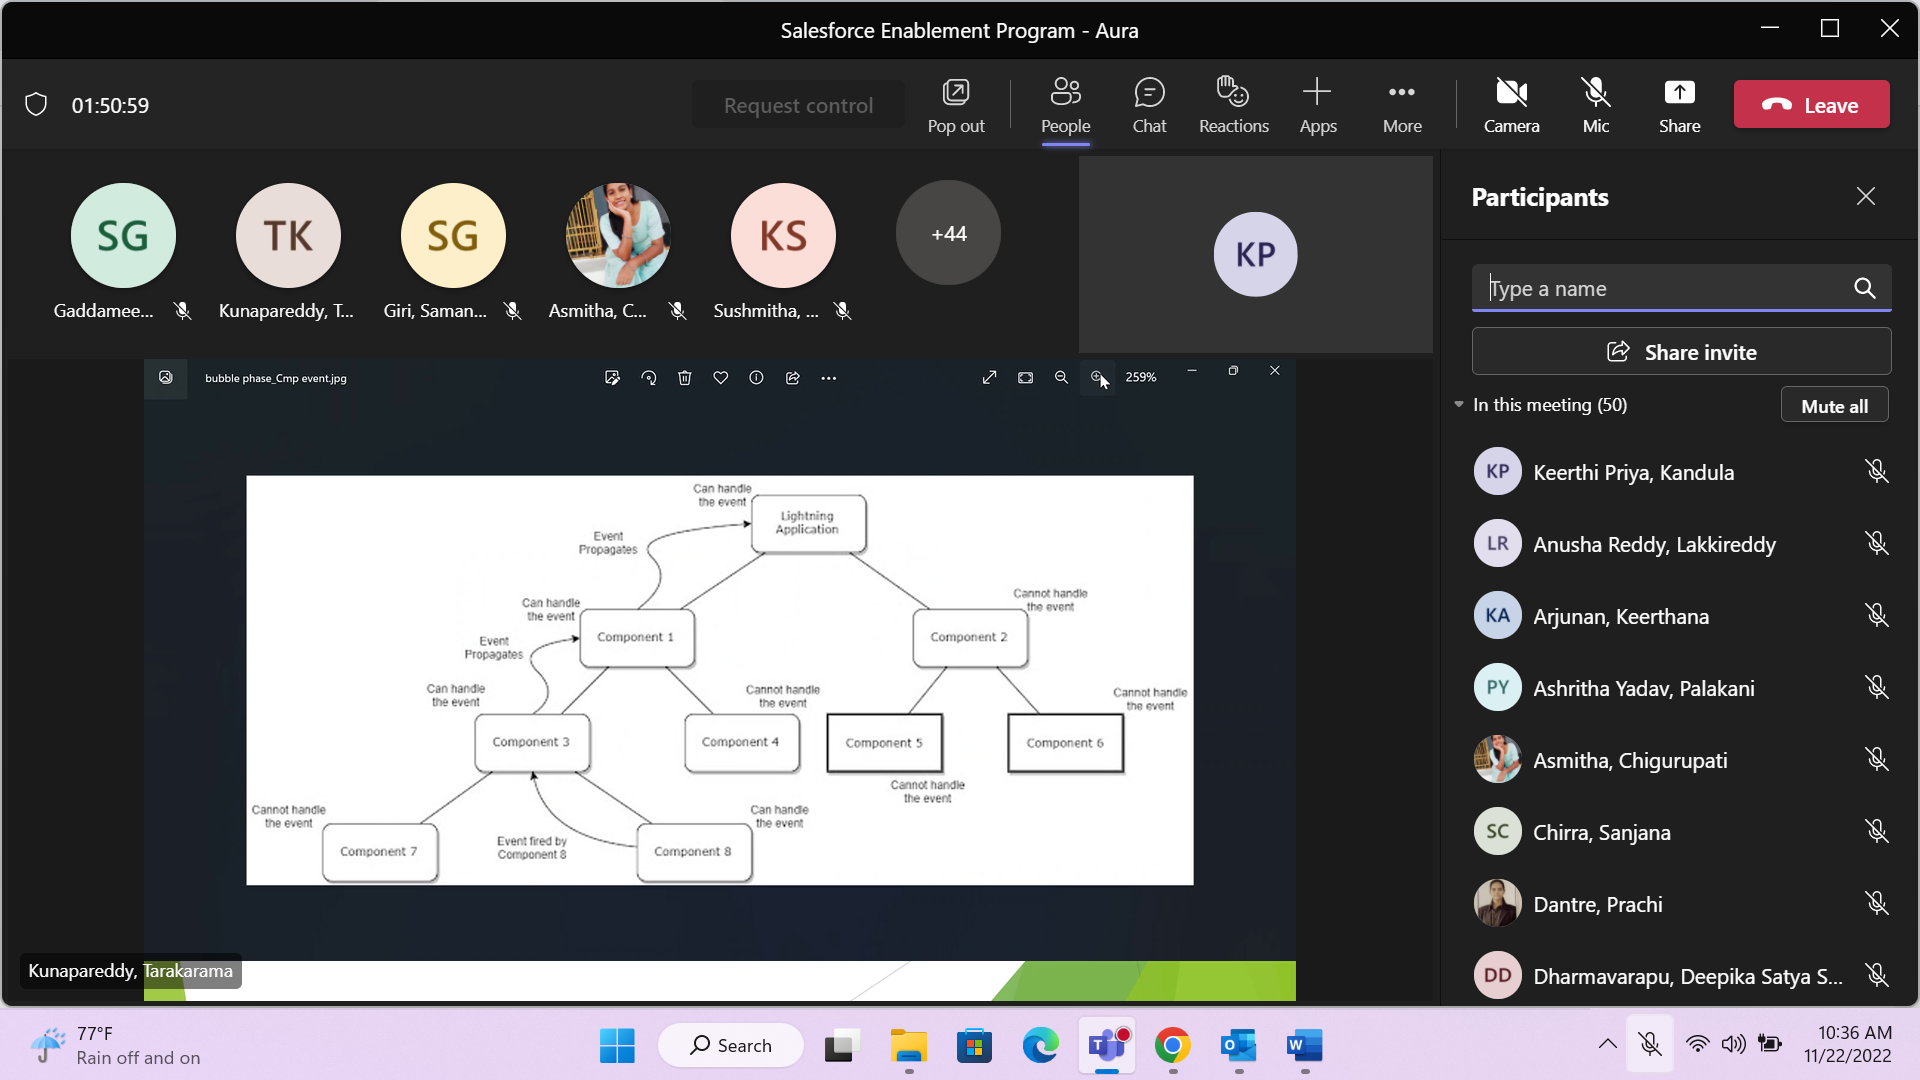 Salesforce Enablement Program - Aura
01:50:59
Request control
Pop out
People
Chat
Reactions
Apps
More
Camera
Mic
Share
Leave
SG
TK
SG
KS
+44
KP
Gaddamee...
Kunapareddy, T...
Giri, Saman...
Asmitha, C...
Sushmitha, ...
Participants
Type a name
Share invite
In this meeting (50)
Mute all
KP
Keerthi Priya, Kandula
LR
Anusha Reddy, Lakkireddy
KA
Arjunan, Keerthana
PY
Ashritha Yadav, Palakani
Asmitha, Chigurupati
SC
Chirra, Sanjana
Dantre, Prachi
DD
Dharmavarapu, Deepika Satya S...
bubble phase_Cmp event.jpg
259%
Can handle
the event
Lightning
Application
Event
Propagates
Can handle
the event
Component 1
Cannot handle
the event
Component 2
Event
Propagates
Can handle
the event
Component 3
Cannot handle
the event
Component 4
Component 5
Cannot handle
the event
Cannot handle
the event
Component 6
Cannot handle
the event
Component 7
Event fired by
Component 8
Can handle
the event
Component 8
Kunapareddy, Tarakarama
77°F
Rain off and on
Search
10:36 AM
11/22/2022